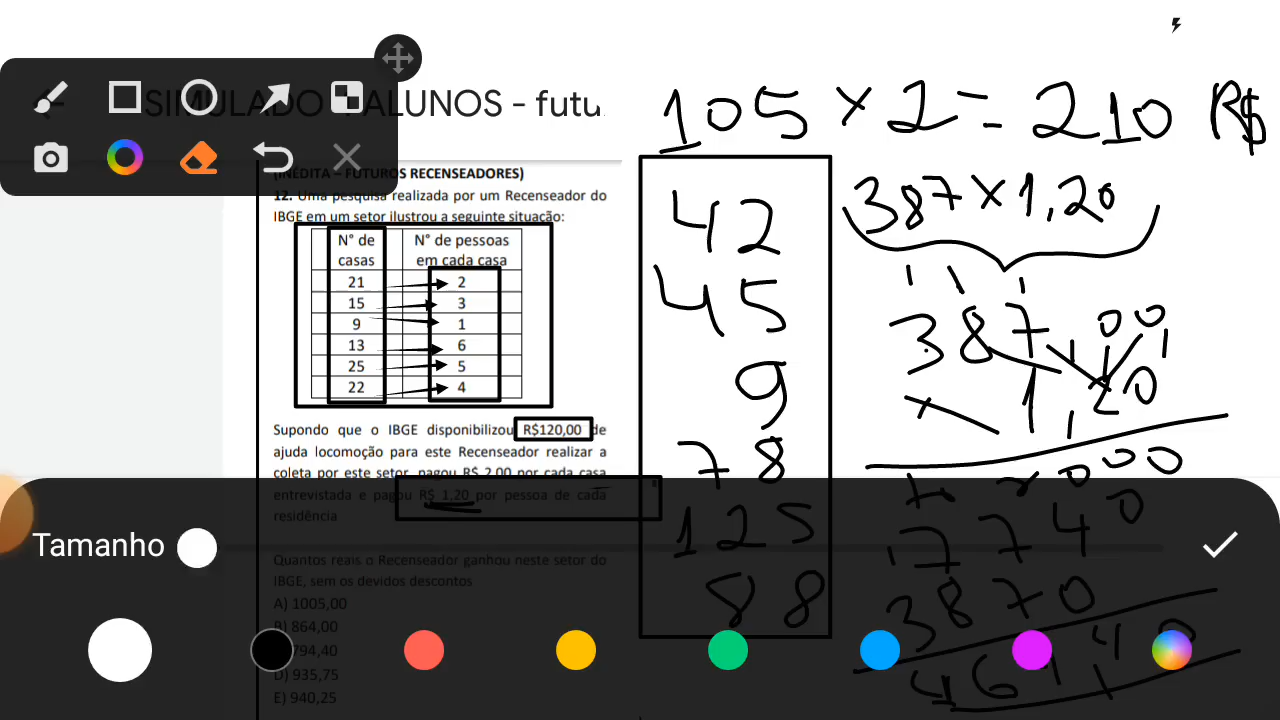 SIMULADO - ALUNOS - futu
(INÉDITA – FUTUROS RECENSEADORES)
12. Uma pesquisa realizada por um Recenseador do
IBGE em um setor ilustrou a seguinte situação:
N° de casas N° de pessoas em cada casa
21 2
15 3
9 1
13 6
25 5
22 4
Supondo que o IBGE disponibilizou R$120,00 de
ajuda locomoção para este Recenseador realizar a
coleta por este setor, pagou R$ 2,00 por cada casa
entrevistada e pagou R$ 1,20 por pessoa de cada
residência
Quantos reais o Recenseador ganhou neste setor do
IBGE, sem os devidos descontos
A) 1005,00
B) 864,00
794,40
D) 935,75
E) 940,25
105 × 2 = 210 R$
42
45
9
78
125
88
387 × 1,20
1 1 1
387,00
× 1,20
000
7740
3870
Tamanho